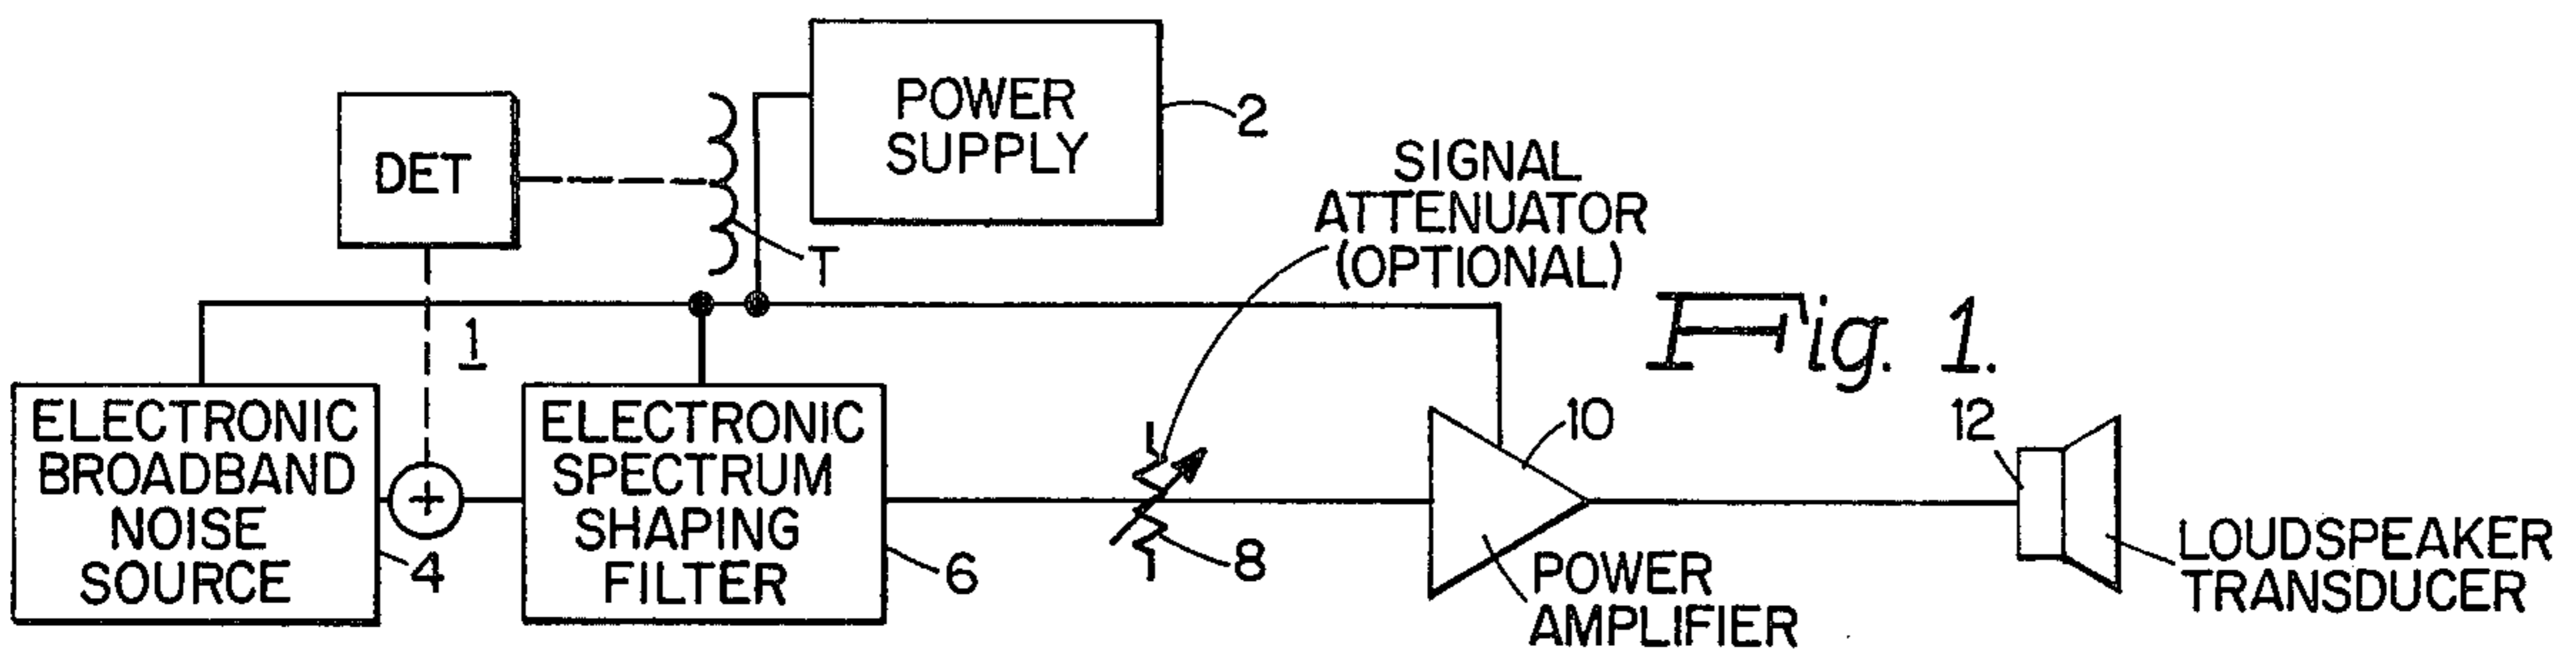 POWER
SUPPLY
2
DET
T
SIGNAL
ATTENUATOR
(OPTIONAL)
Fig. 1.
1
ELECTRONIC
BROADBAND
NOISE
SOURCE
+
4
ELECTRONIC
SPECTRUM
SHAPING
FILTER
6
8
10
POWER
AMPLIFIER
12
LOUDSPEAKER
TRANSDUCER